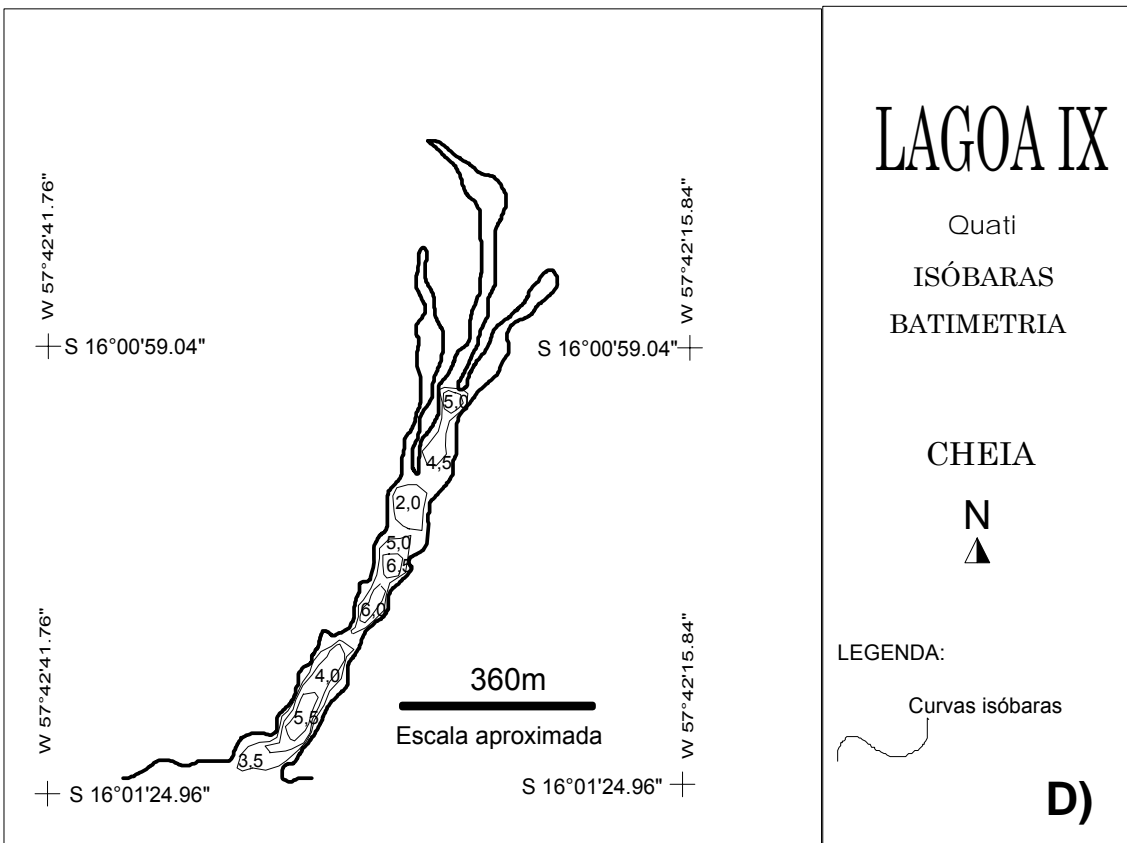 W 57°42'41.76"
W 57°42'15.84"
S 16°00'59.04"
S 16°00'59.04"
5,0
4,5
2,0
5,0
6,5
6,0
4,0
5,5
3,5
360m
Escala aproximada
W 57°42'41.76"
W 57°42'15.84"
S 16°01'24.96"
S 16°01'24.96"
LAGOA IX
Quati
ISÓBARAS
BATIMETRIA
CHEIA
N
LEGENDA:
Curvas isóbaras
D)